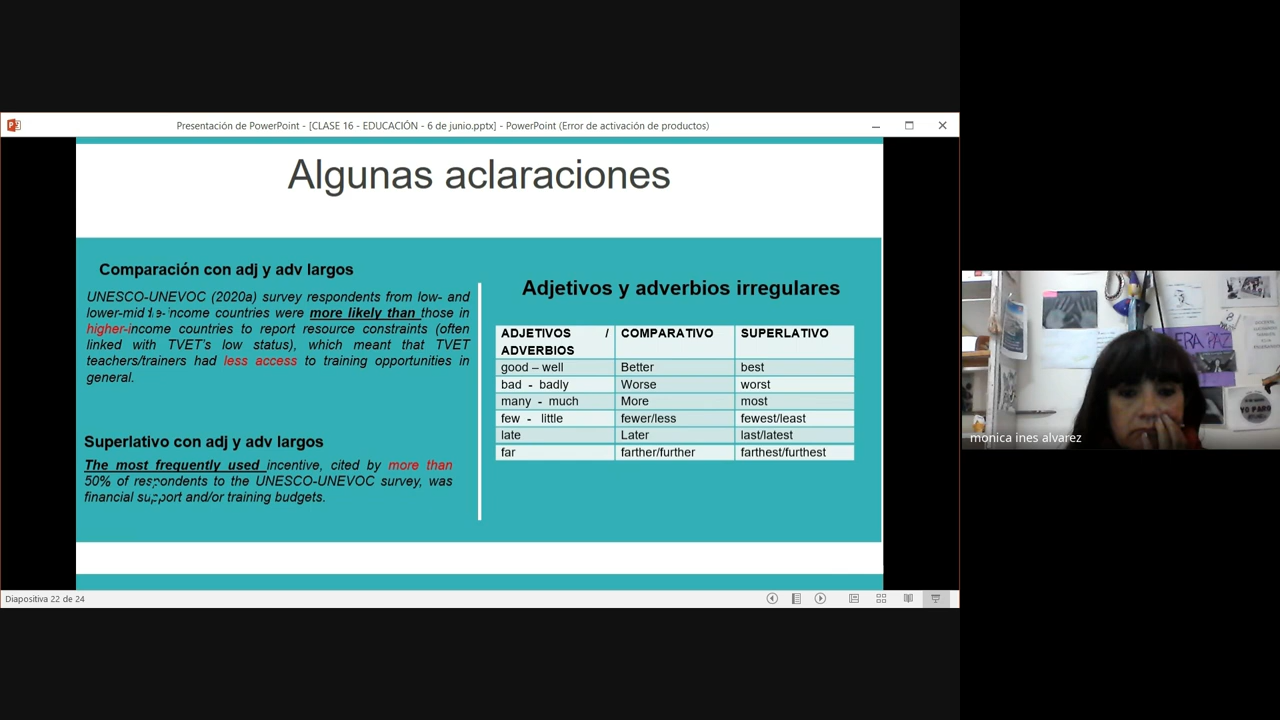 Presentación de PowerPoint - [CLASE 16 - EDUCACIÓN - 6 de junio.pptx] - PowerPoint (Error de activación de productos)
Algunas aclaraciones
Comparación con adj y adv largos
UNESCO-UNEVOC (2020a) survey respondents from low- and
lower-middle-income countries were more likely than those in
higher-income countries to report resource constraints (often
linked with TVET's low status), which meant that TVET
teachers/trainers had less access to training opportunities in
general.
Superlativo con adj y adv largos
The most frequently used incentive, cited by more than
50% of respondents to the UNESCO-UNEVOC survey, was
financial support and/or training budgets.
Adjetivos y adverbios irregulares
ADJETIVOS / ADVERBIOS COMPARATIVO SUPERLATIVO
good – well Better best
bad - badly Worse worst
many - much More most
few - little fewer/less fewest/least
late Later last/latest
far farther/further farthest/furthest
Diapositiva 22 de 24
ERA PAZ
YO PARO
monica ines alvarez